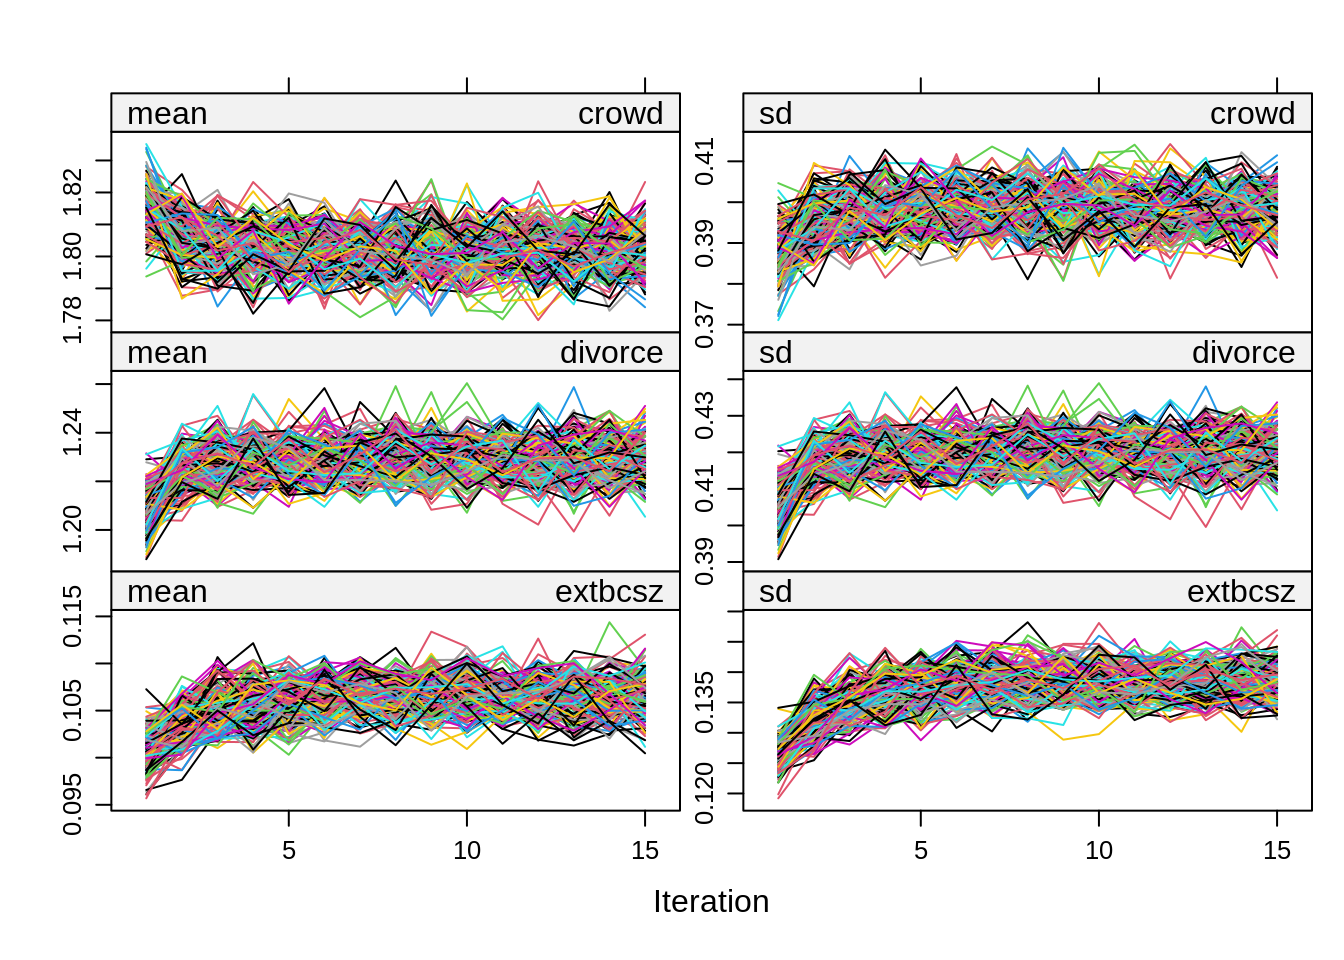 mean crowd sd crowd
1.82 0.41
1.80 0.39
1.78 0.37
mean divorce sd divorce
1.24 0.43
1.20 0.41
0.39
mean extbcsz sd extbcsz
0.115
0.105 0.135
0.095 0.120
5 10 15 5 10 15
Iteration